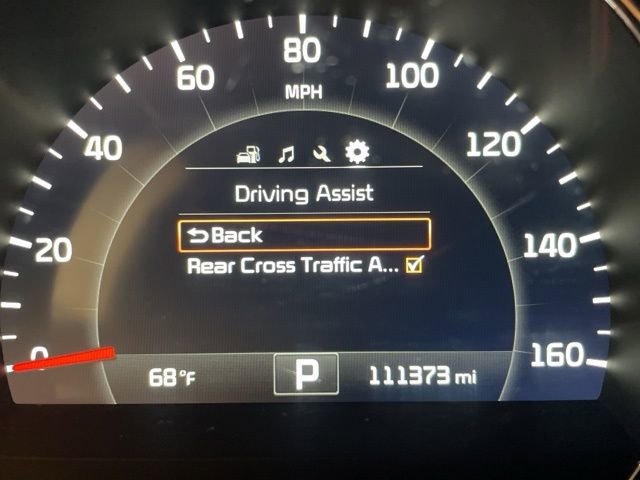 80
60
100
MPH
40
120
Driving Assist
Back
20
140
Rear Cross Traffic A...
0
160
68°F
P
111373 mi